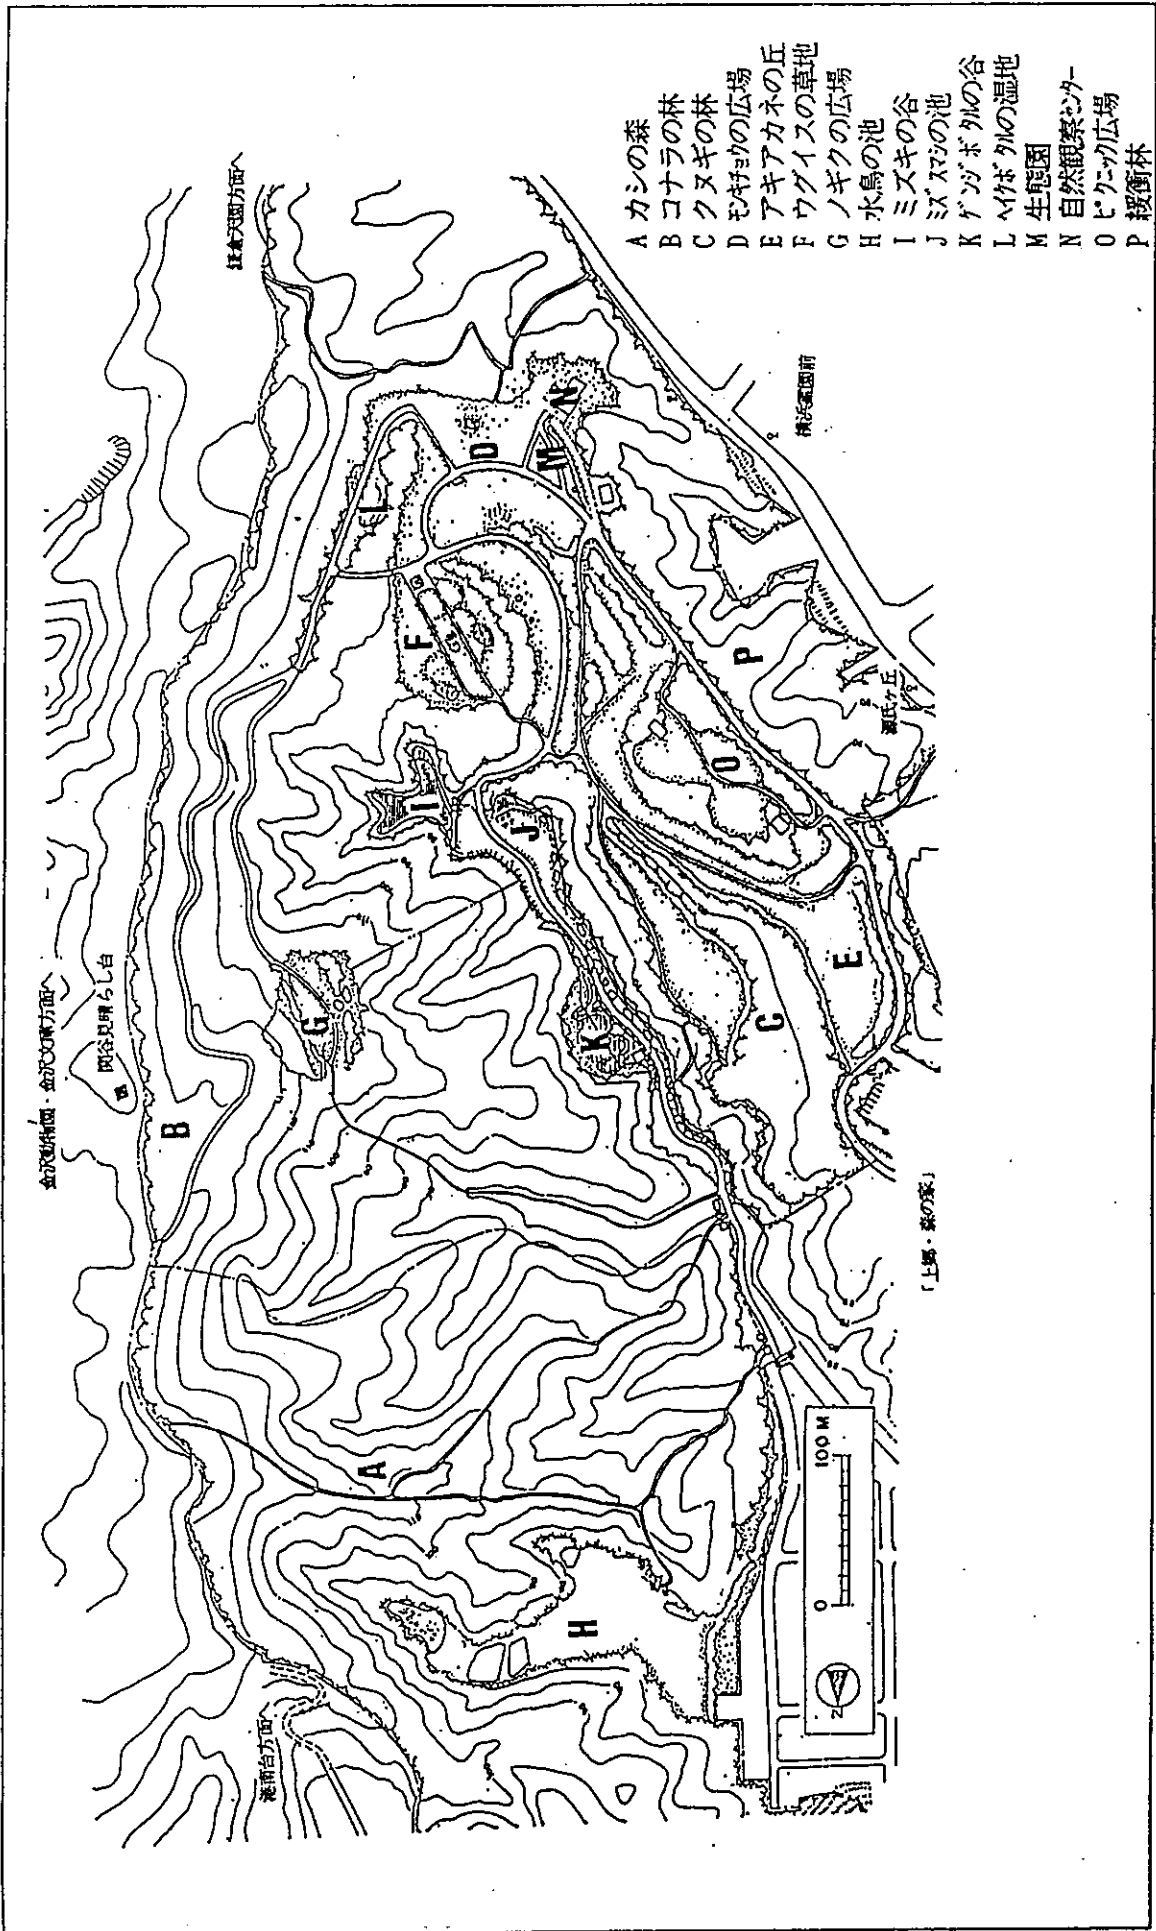 金沢動物園・金沢文庫方面へ
関谷見晴らし台
鎌倉天園方面へ
港南台方面へ
横浜霊園前
源氏ヶ丘
「上郷・森の家」
A
B
C
D
E
F
G
H
I
J
K
L
M
N
O
P
0 100M
N
A カシの森
B コナラの林
C クヌギの林
D モンキチョウの広場
E アキアカネの丘
F ウグイスの草地
G ノギクの広場
H 水鳥の池
I ミズキの谷
J ミズスマシの池
K ゲンジボタルの谷
L ヘイケボタルの湿地
M 生態園
N 自然観察センター
O ピクニック広場
P 緩衝林